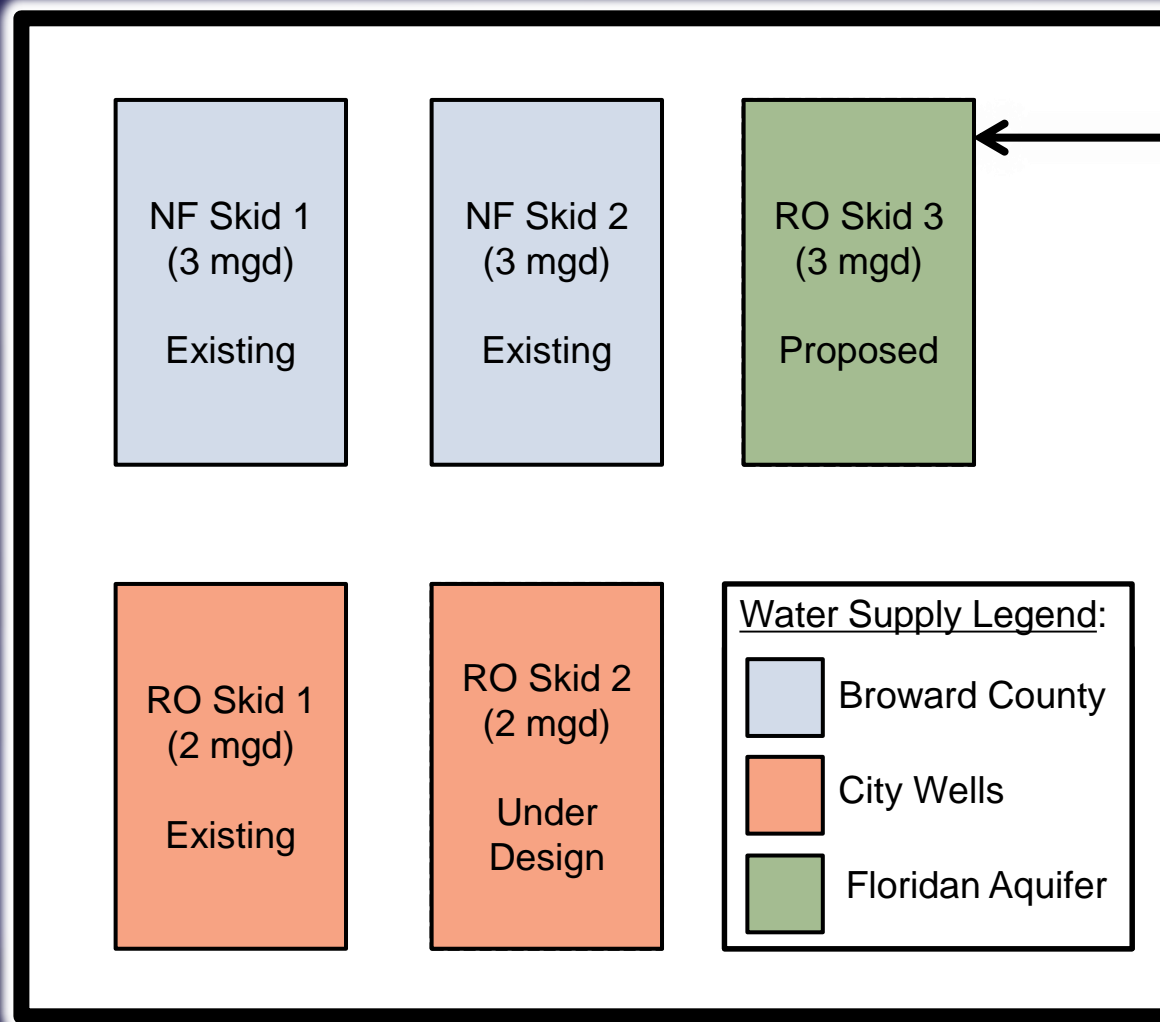 NF Skid 1
(3 mgd)
Existing
NF Skid 2
(3 mgd)
Existing
RO Skid 3
(3 mgd)
Proposed
RO Skid 1
(2 mgd)
Existing
RO Skid 2
(2 mgd)
Under
Design
Water Supply Legend:
Broward County
City Wells
Floridan Aquifer